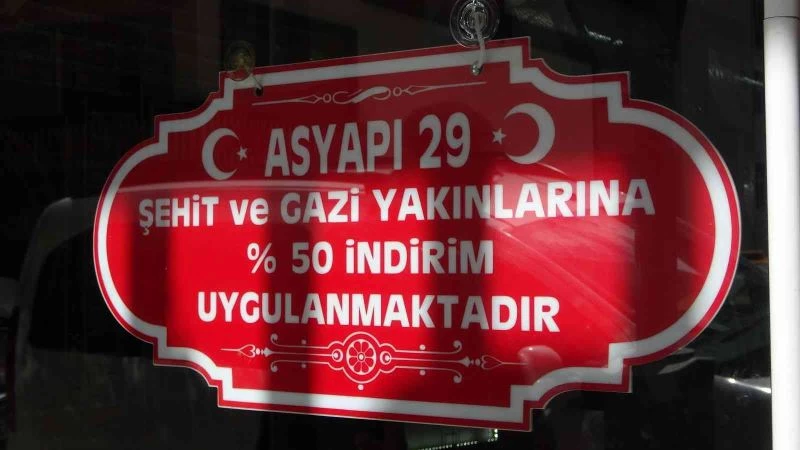 ASYAPI 29
ŞEHİT ve GAZİ YAKINLARINA
% 50 İNDİRİM
UYGULANMAKTADIR